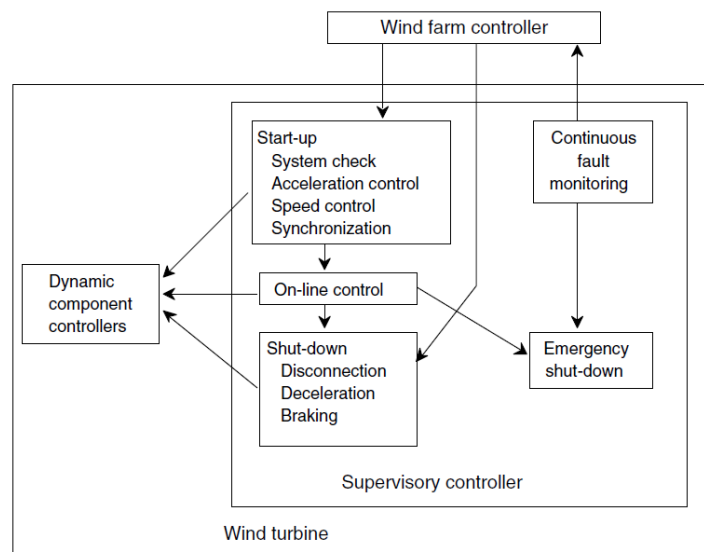 Wind farm controller
Start-up
System check
Acceleration control
Speed control
Synchronization
Continuous
fault
monitoring
Dynamic
component
controllers
On-line control
Shut-down
Disconnection
Deceleration
Braking
Emergency
shut-down
Supervisory controller
Wind turbine